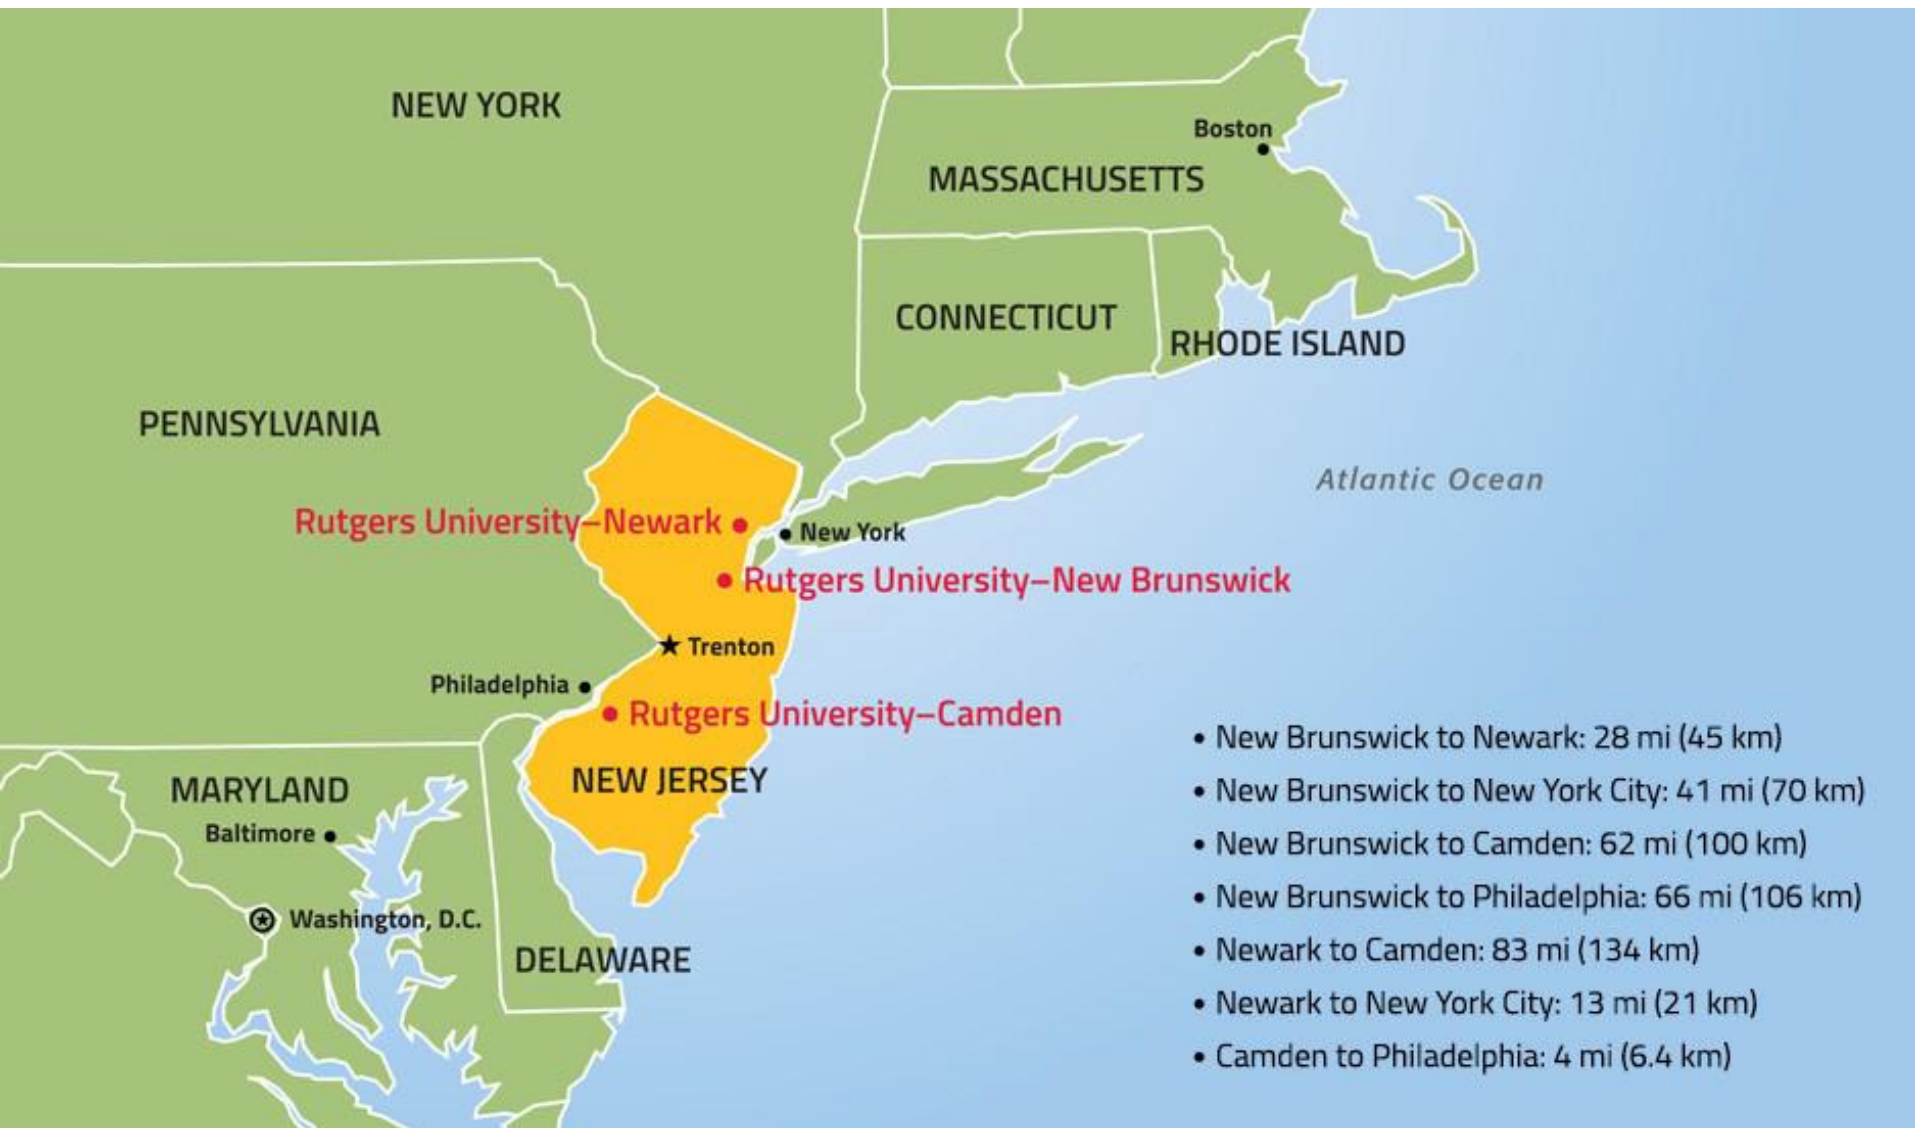 NEW YORK
Boston
MASSACHUSETTS
CONNECTICUT
RHODE ISLAND
PENNSYLVANIA
Atlantic Ocean
Rutgers University–Newark
New York
Rutgers University–New Brunswick
Trenton
Philadelphia
Rutgers University–Camden
NEW JERSEY
MARYLAND
Baltimore
Washington, D.C.
DELAWARE
• New Brunswick to Newark: 28 mi (45 km)
• New Brunswick to New York City: 41 mi (70 km)
• New Brunswick to Camden: 62 mi (100 km)
• New Brunswick to Philadelphia: 66 mi (106 km)
• Newark to Camden: 83 mi (134 km)
• Newark to New York City: 13 mi (21 km)
• Camden to Philadelphia: 4 mi (6.4 km)